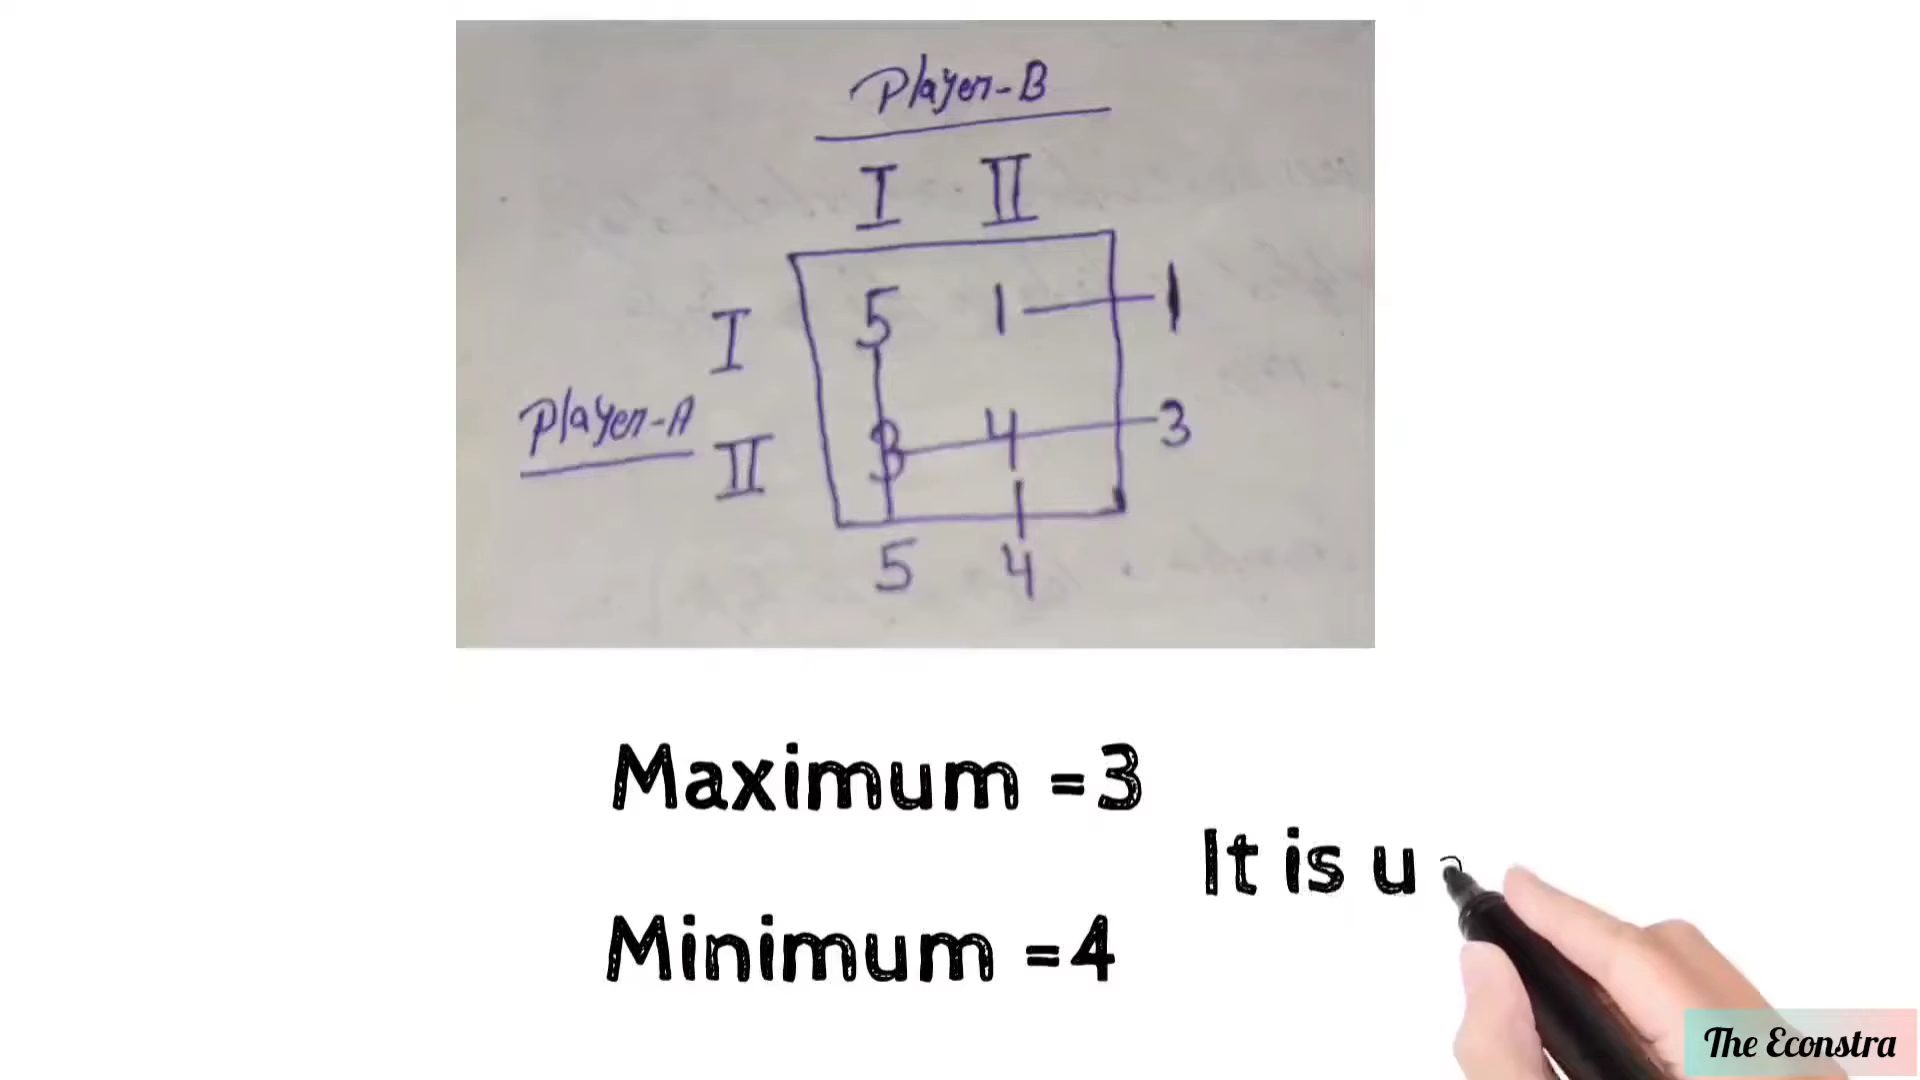 Player-B
I II
I 5 1 1
Player-A
II 3 4 3
5 4
Maximum =3
It is u
Minimum =4
The Econstra